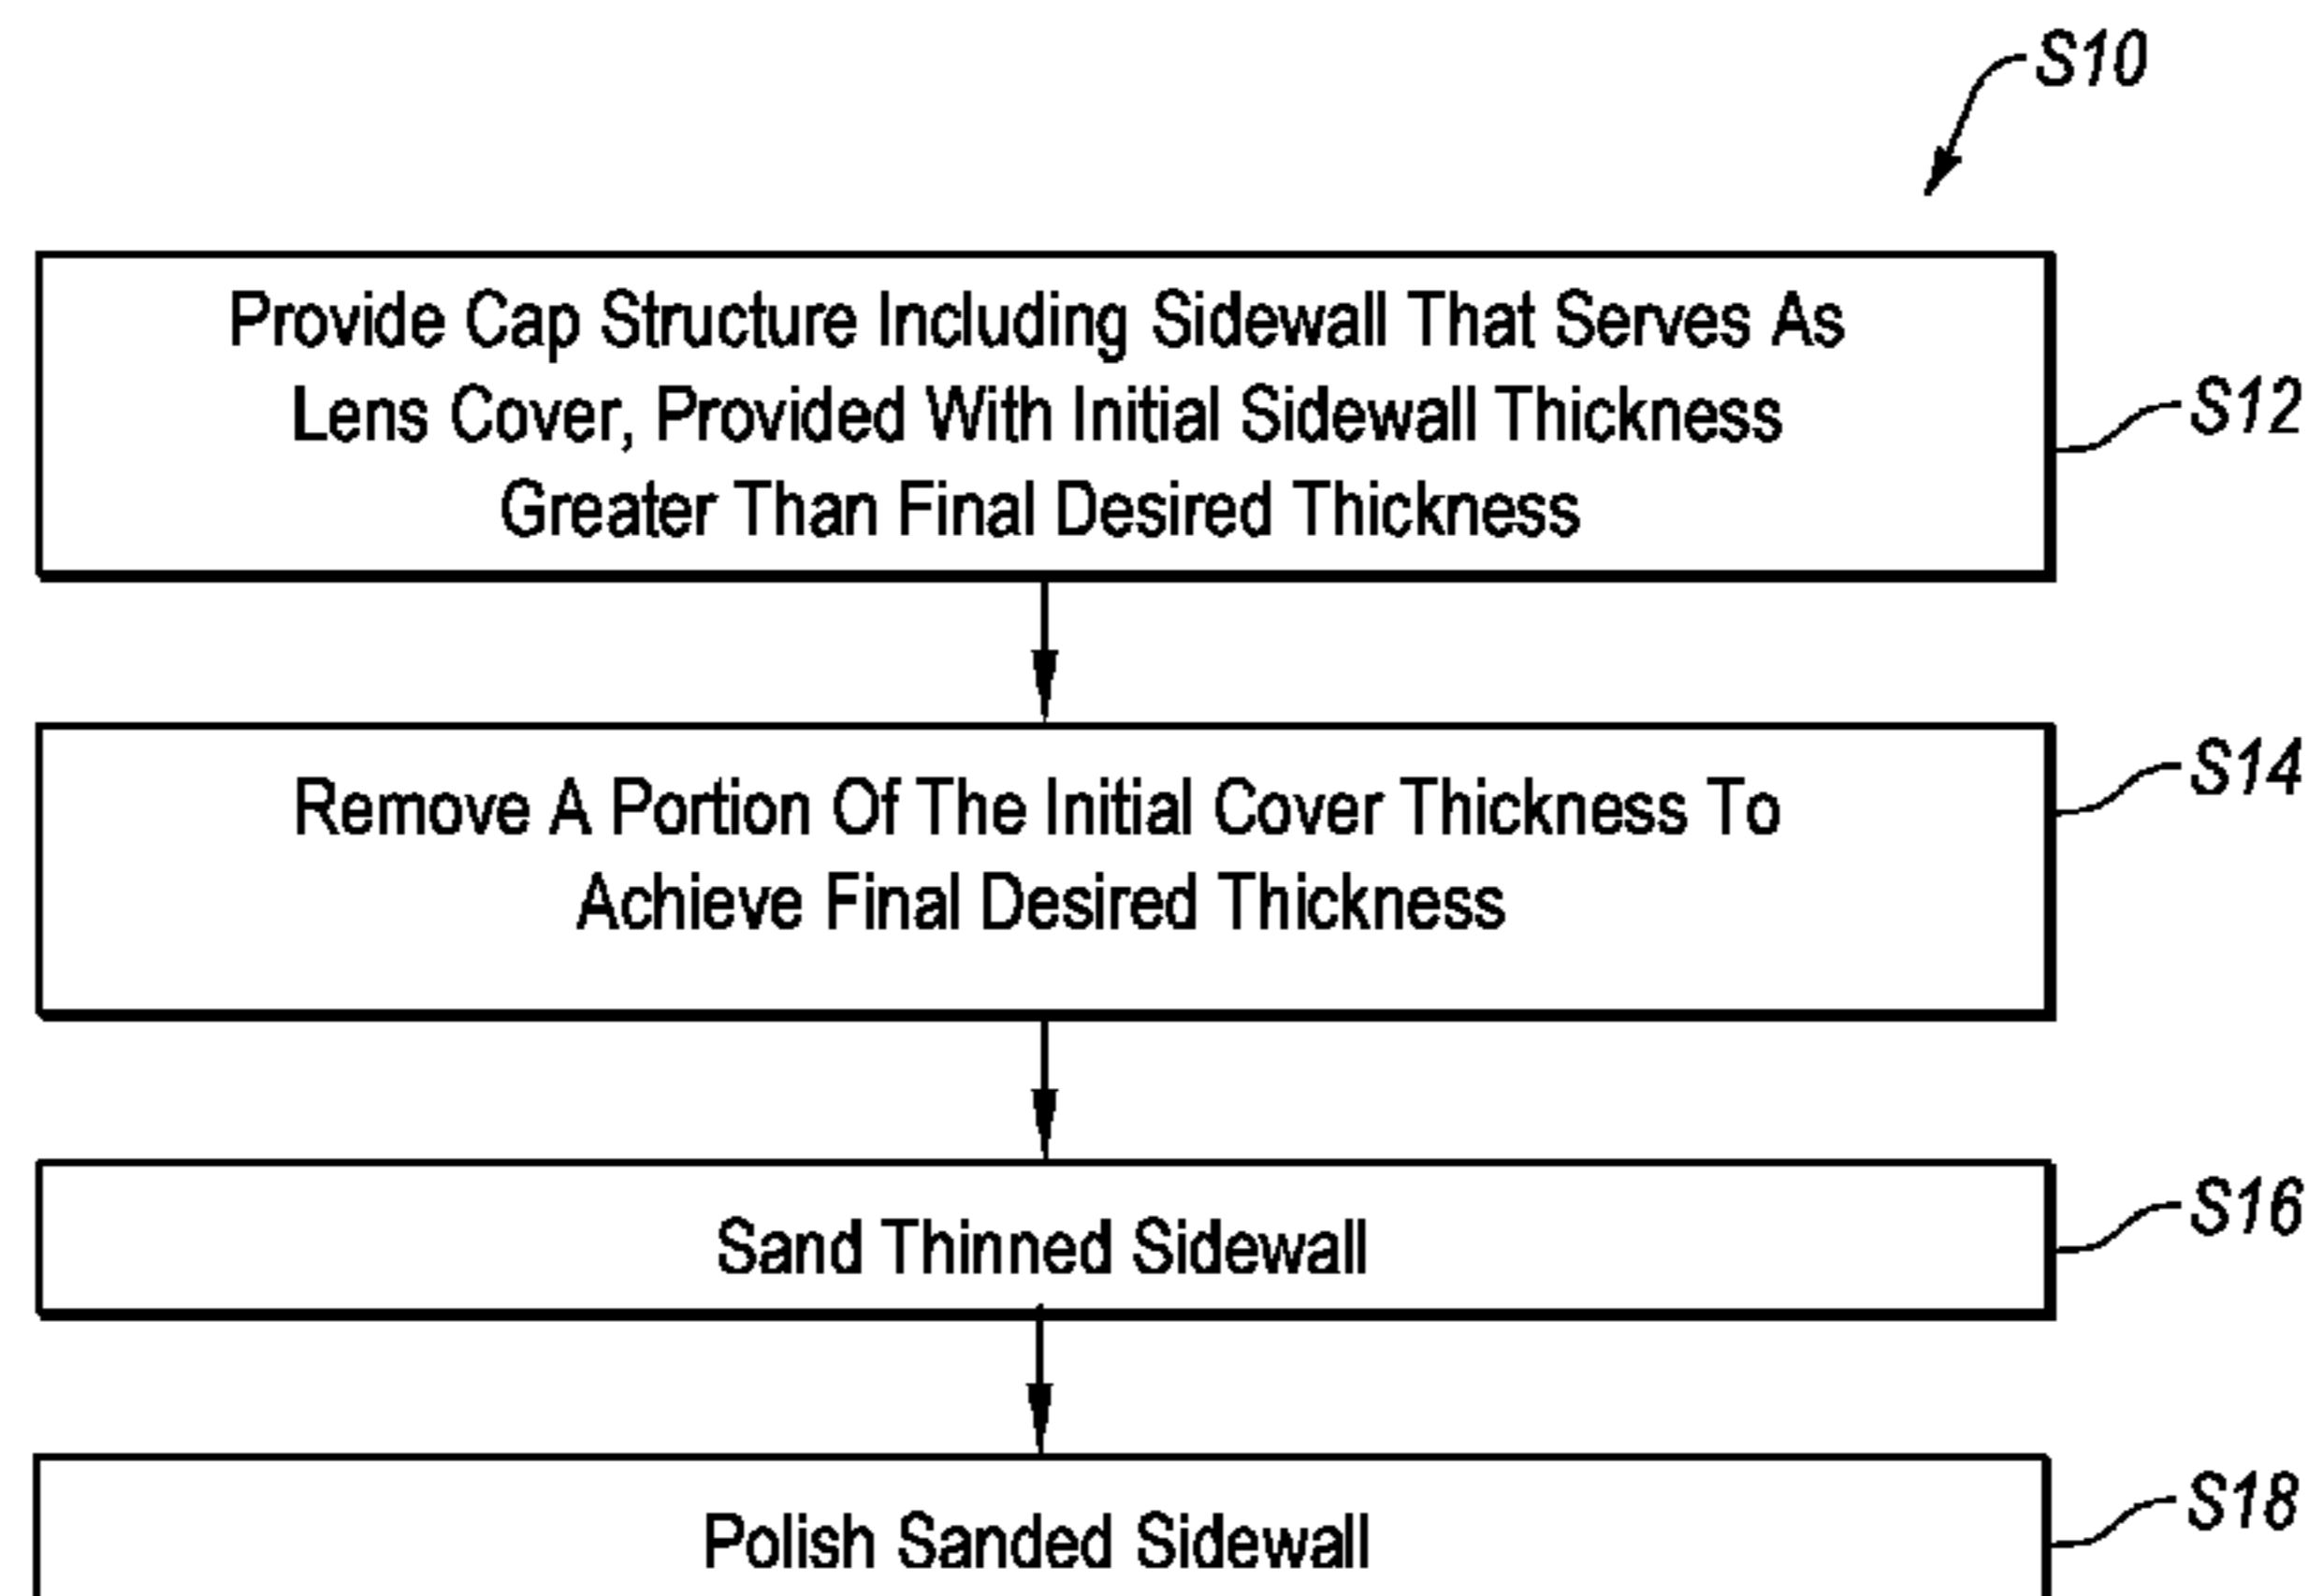 S10
Provide Cap Structure Including Sidewall That Serves As
Lens Cover, Provided With Initial Sidewall Thickness
Greater Than Final Desired Thickness
S12
Remove A Portion Of The Initial Cover Thickness To
Achieve Final Desired Thickness
S14
Sand Thinned Sidewall
S16
Polish Sanded Sidewall
S18